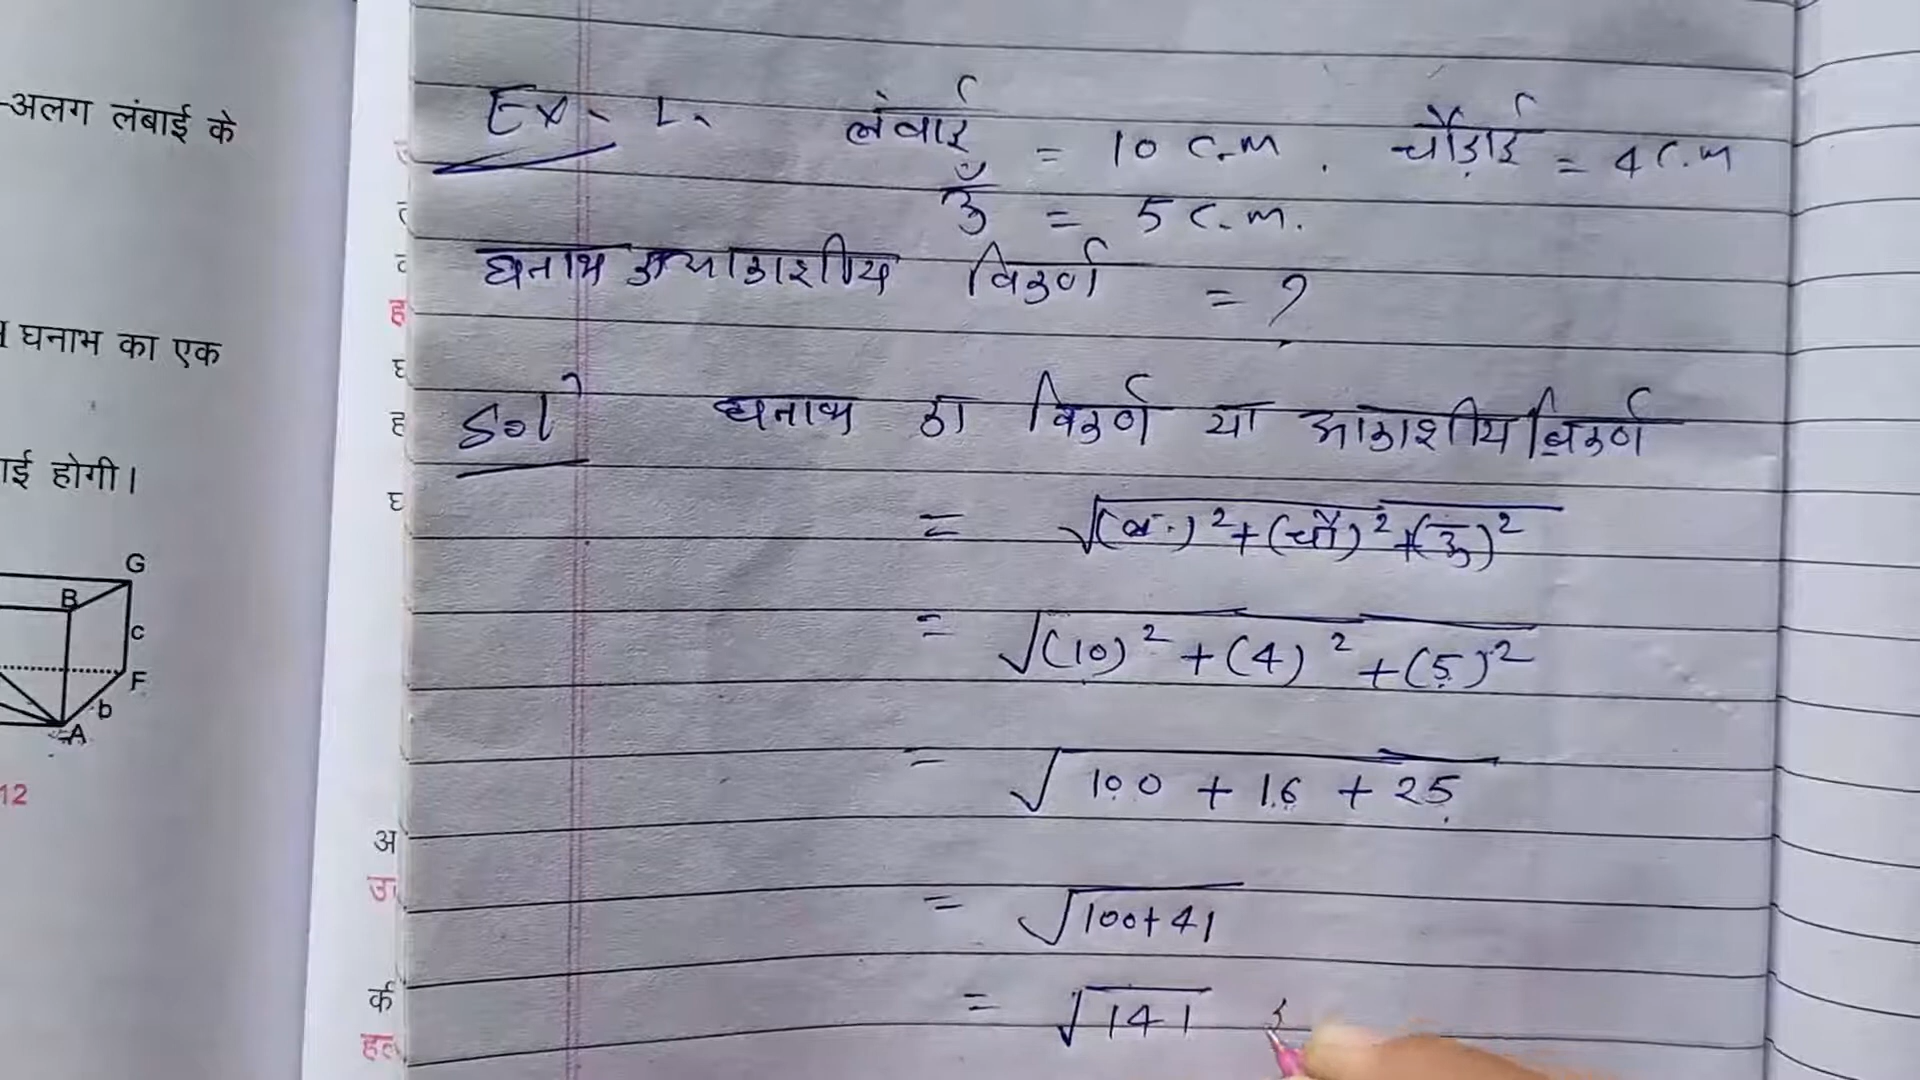 -अलग लंबाई के
घनाभ का एक
ई होगी।
G
B
c
F
b
A
12
अ
र्क
Ex. 1. लंबाई = 10 C.m. चौड़ाई = 4 C.m
ऊँ = 5 C.m.
घनाभ आकाशीय विकर्ण = ?
Sol घनाभ का विकर्ण या आकाशीय विकर्ण
= √(ल.)² + (चौ)² + (ऊ)²
= √(10)² + (4)² + (5)²
= √100 + 16 + 25
= √100 + 41
= √141